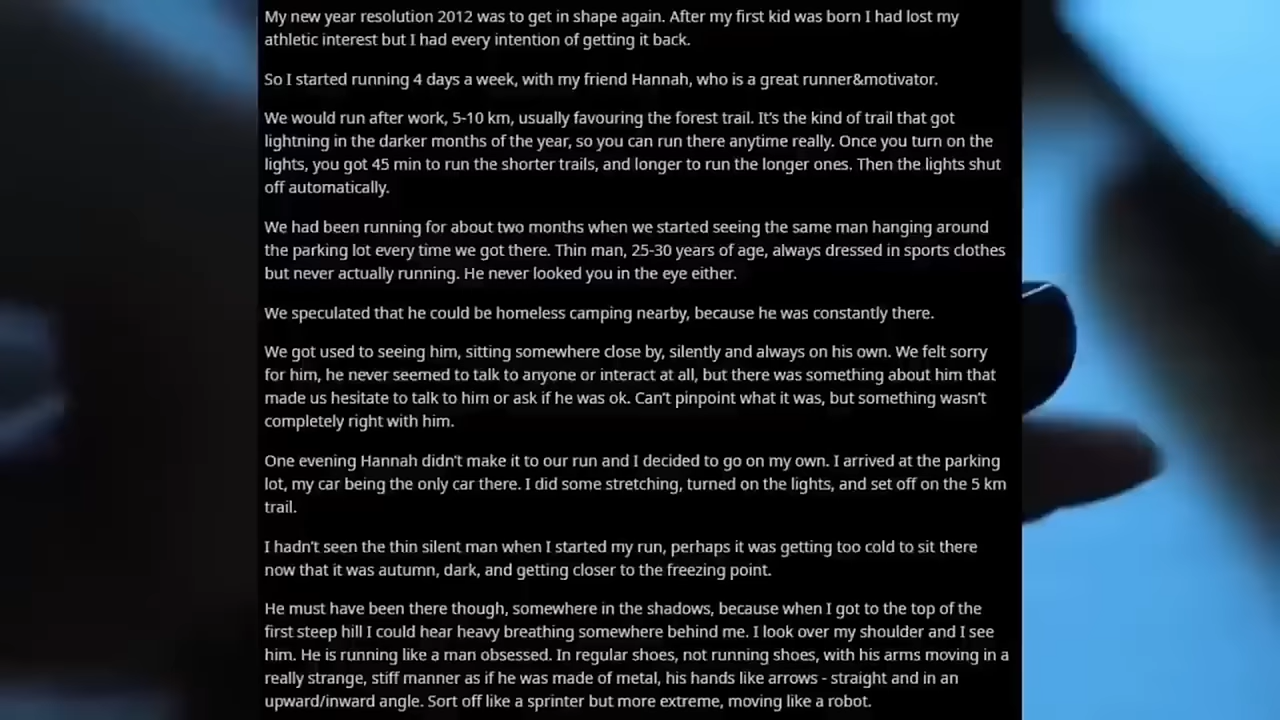 My new year resolution 2012 was to get in shape again. After my first kid was born I had lost my
athletic interest but I had every intention of getting it back.
So I started running 4 days a week, with my friend Hannah, who is a great runner&motivator.
We would run after work, 5-10 km, usually favouring the forest trail. It's the kind of trail that got
lightning in the darker months of the year, so you can run there anytime really. Once you turn on the
lights, you got 45 min to run the shorter trails, and longer to run the longer ones. Then the lights shut
off automatically.
We had been running for about two months when we started seeing the same man hanging around
the parking lot every time we got there. Thin man, 25-30 years of age, always dressed in sports clothes
but never actually running. He never looked you in the eye either.
We speculated that he could be homeless camping nearby, because he was constantly there.
We got used to seeing him, sitting somewhere close by, silently and always on his own. We felt sorry
for him, he never seemed to talk to anyone or interact at all, but there was something about him that
made us hesitate to talk to him or ask if he was ok. Can't pinpoint what it was, but something wasn't
completely right with him.
One evening Hannah didn't make it to our run and I decided to go on my own. I arrived at the parking
lot, my car being the only car there. I did some stretching, turned on the lights, and set off on the 5 km
trail.
I hadn't seen the thin silent man when I started my run, perhaps it was getting too cold to sit there
now that it was autumn, dark, and getting closer to the freezing point.
He must have been there though, somewhere in the shadows, because when I got to the top of the
first steep hill I could hear heavy breathing somewhere behind me. I look over my shoulder and I see
him. He is running like a man obsessed. In regular shoes, not running shoes, with his arms moving in a
really strange, stiff manner as if he was made of metal, his hands like arrows - straight and in an
upward/inward angle. Sort off like a sprinter but more extreme, moving like a robot.